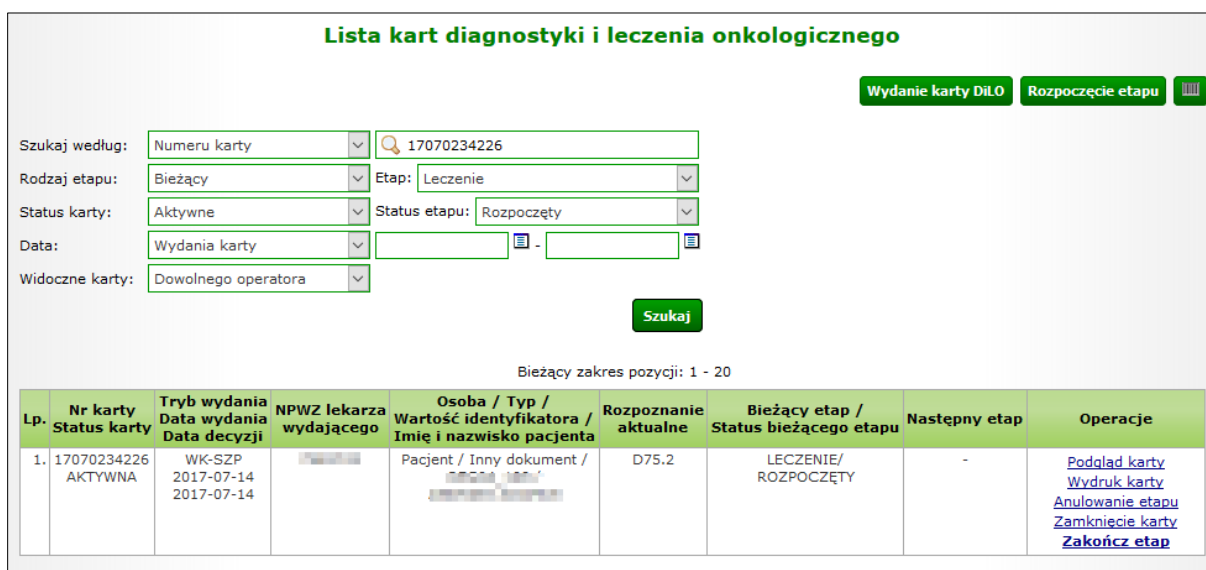 Lista kart diagnostyki i leczenia onkologicznego
Wydanie karty DiLO Rozpoczęcie etapu
Szukaj według: Numeru karty 17070234226
Rodzaj etapu: Bieżący Etap: Leczenie
Status karty: Aktywne Status etapu: Rozpoczęty
Data: Wydania karty -
Widoczne karty: Dowolnego operatora
Szukaj
Bieżący zakres pozycji: 1 - 20
Lp.
Nr karty
Status karty
Tryb wydania
Data wydania
Data decyzji
NPWZ lekarza
wydającego
Osoba / Typ /
Wartość identyfikatora /
Imię i nazwisko pacjenta
Rozpoznanie
aktualne
Bieżący etap /
Status bieżącego etapu
Następny etap
Operacje
1.
17070234226
AKTYWNA
WK-SZP
2017-07-14
2017-07-14
Pacjent / Inny dokument /
D75.2
LECZENIE/
ROZPOCZĘTY
-
Podgląd karty
Wydruk karty
Anulowanie etapu
Zamknięcie karty
Zakończ etap